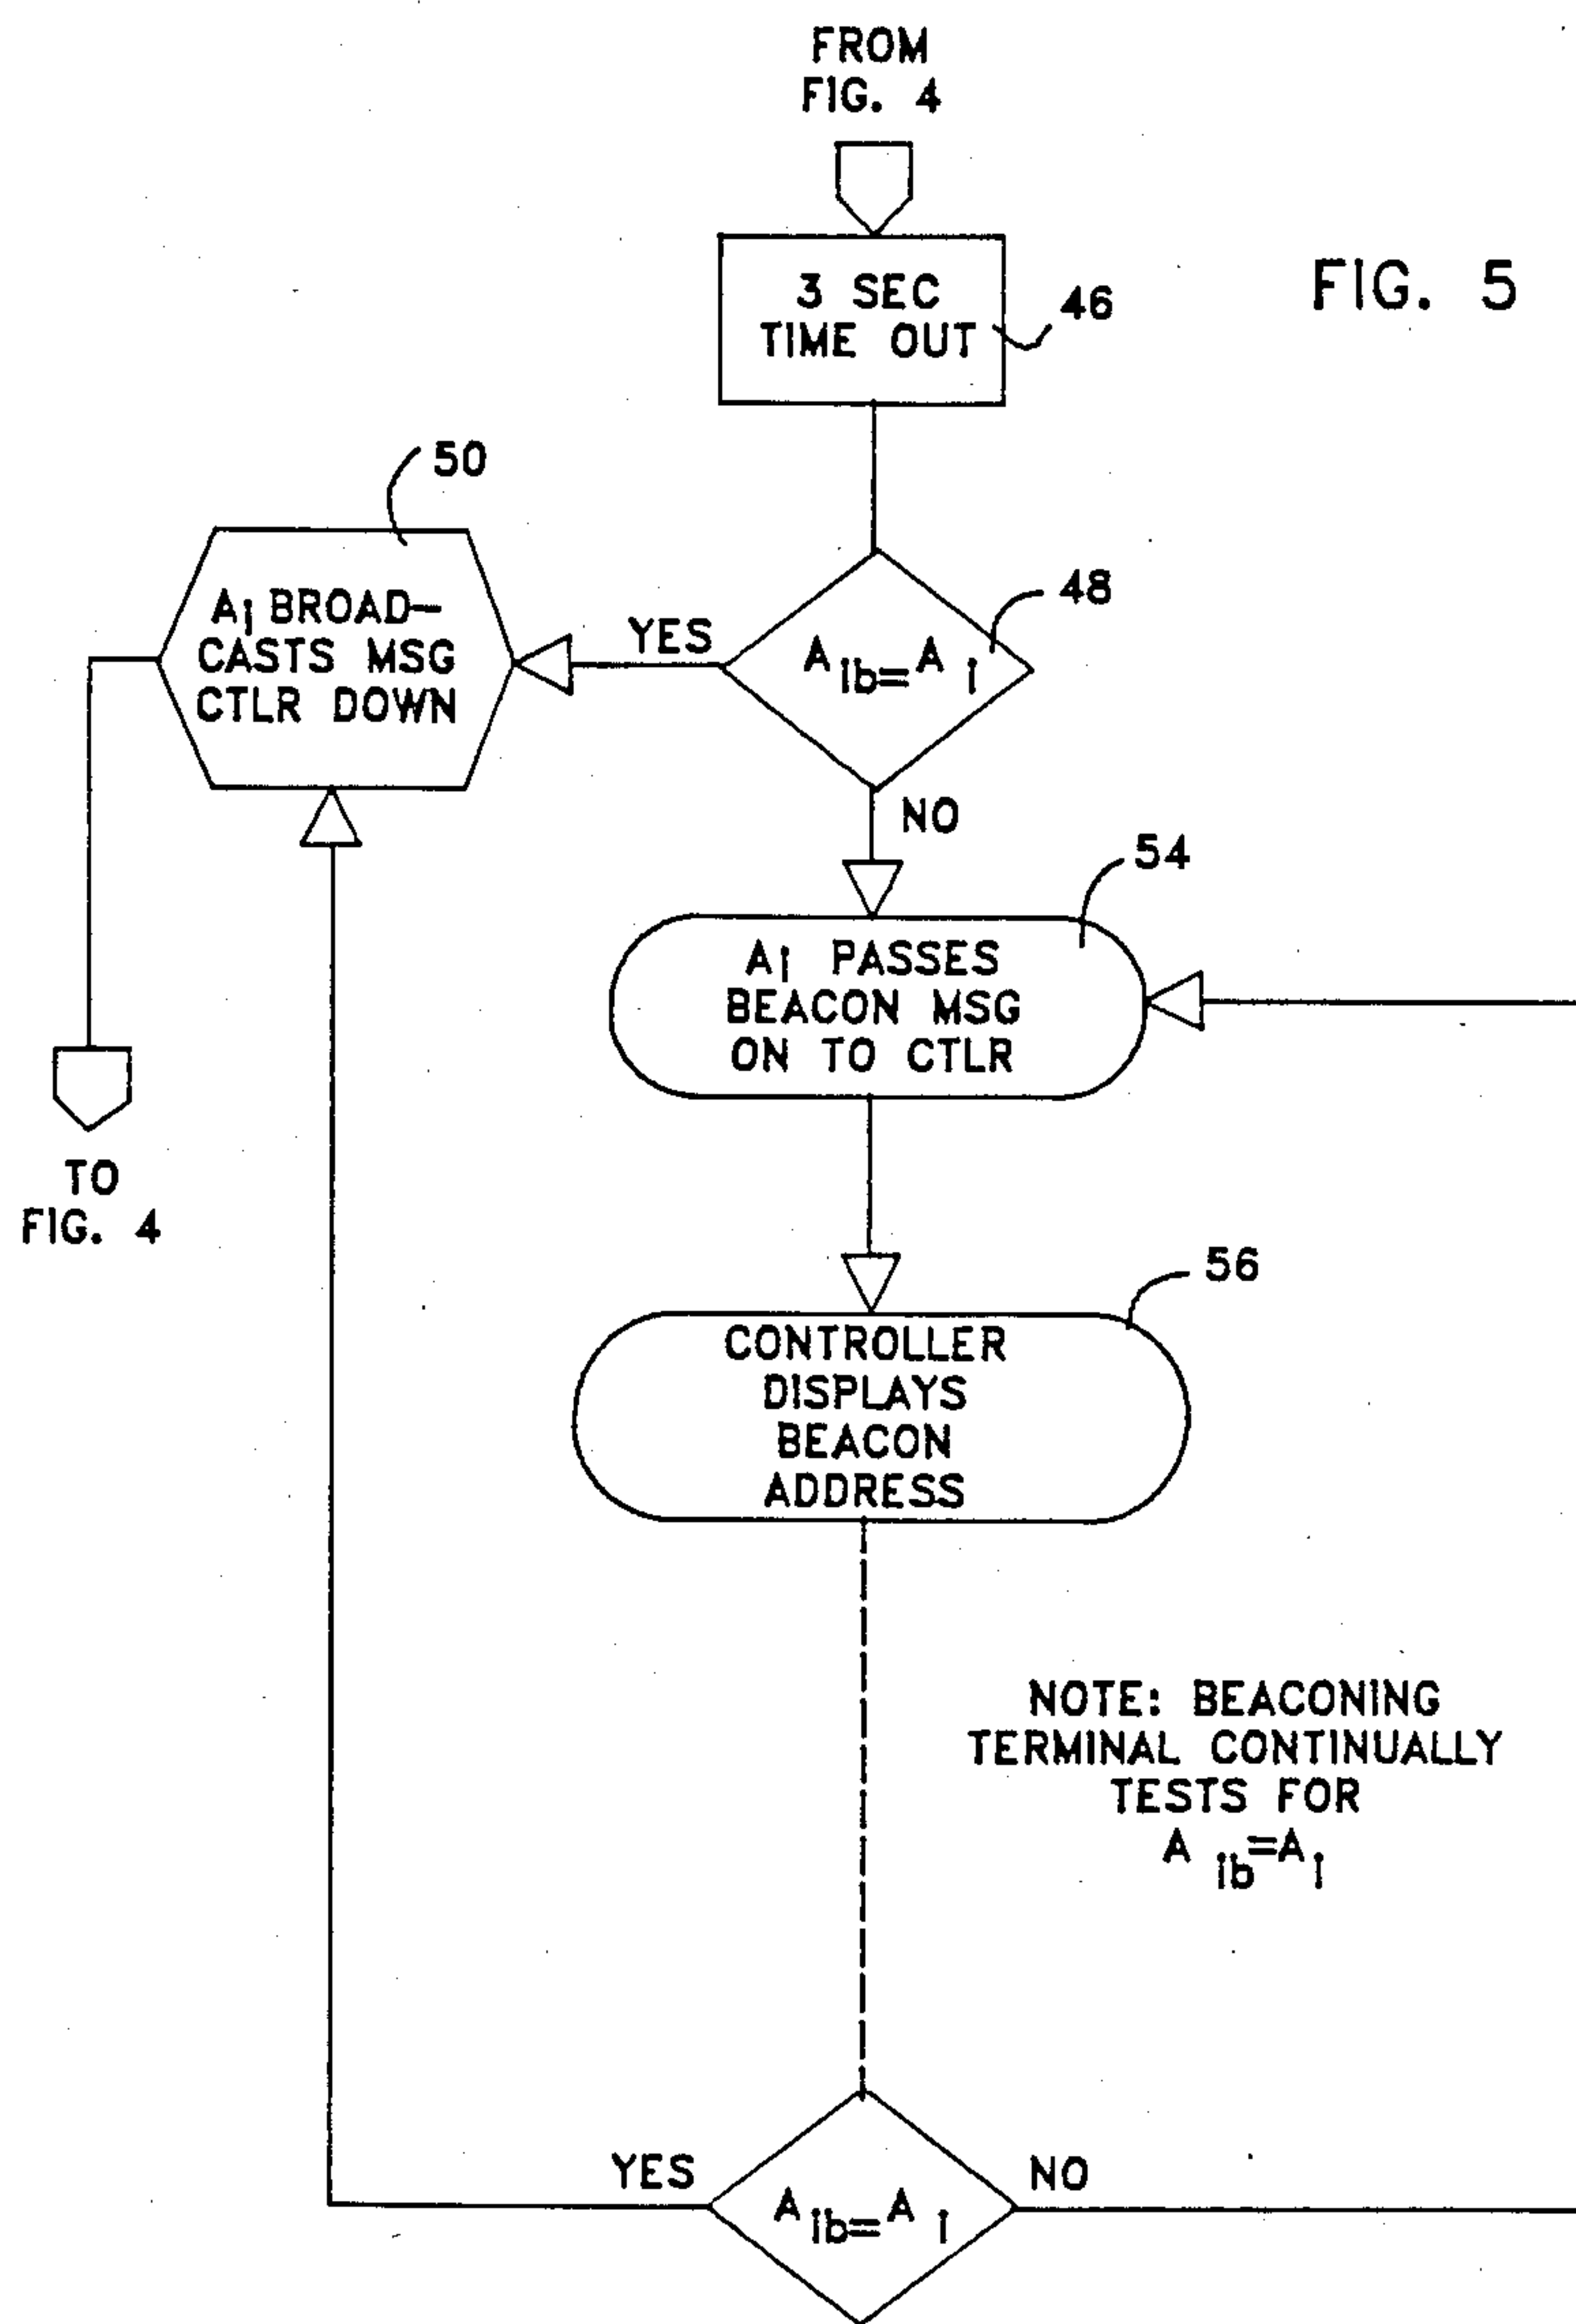 FROM
FIG. 4
FIG. 5
3 SEC
TIME OUT
46
50
48
Ai BROAD-
CASTS MSG
CTLR DOWN
YES
Aib=Ai
NO
54
Ai PASSES
BEACON MSG
ON TO CTLR
TO
FIG. 4
56
CONTROLLER
DISPLAYS
BEACON
ADDRESS
NOTE: BEACONING
TERMINAL CONTINUALLY
TESTS FOR
Aib=Ai
YES
Aib=Ai
NO